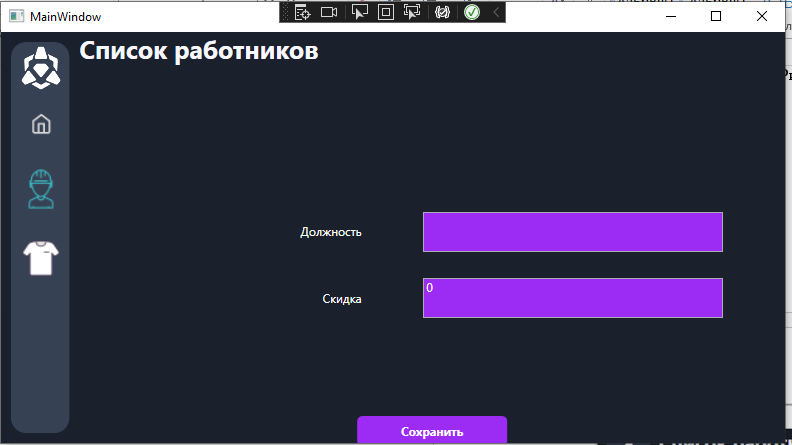 MainWindow
Список работников
Должность
Скидка
0
Сохранить